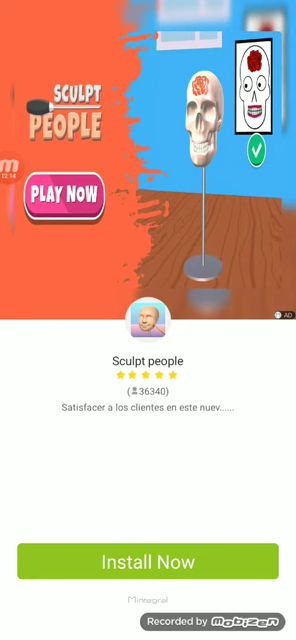 SCULPT
PEOPLE
PLAY NOW
12:14
AD
Sculpt people
(36340)
Satisfacer a los clientes en este nuev......
Install Now
Mintegral
Recorded by Mobizen